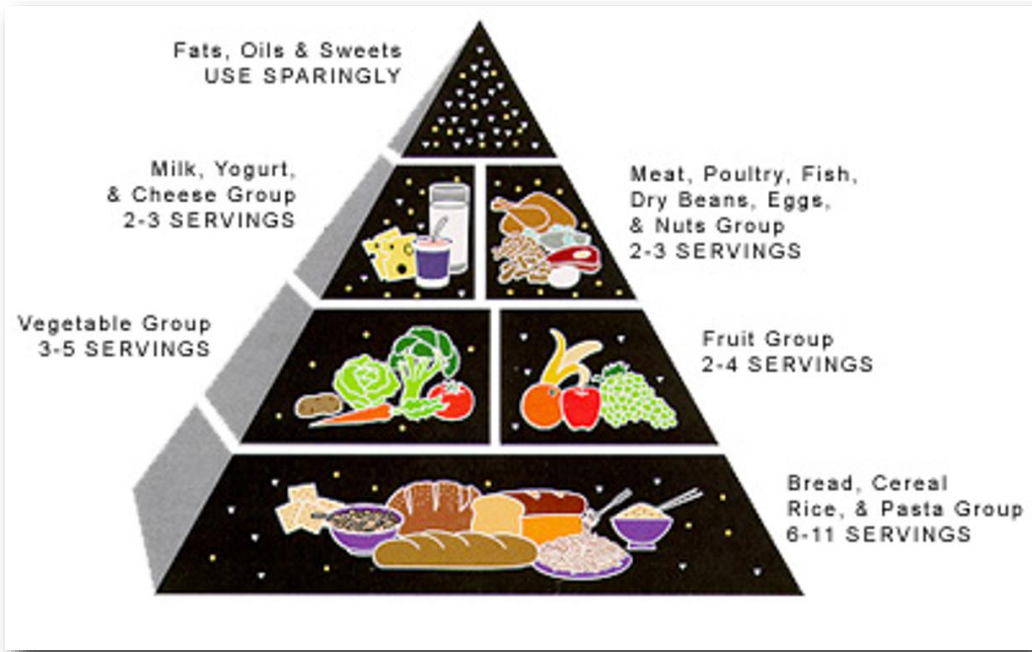 Fats, Oils & Sweets
USE SPARINGLY
Milk, Yogurt,
& Cheese Group
2-3 SERVINGS
Meat, Poultry, Fish,
Dry Beans, Eggs,
& Nuts Group
2-3 SERVINGS
Vegetable Group
3-5 SERVINGS
Fruit Group
2-4 SERVINGS
Bread, Cereal
Rice, & Pasta Group
6-11 SERVINGS